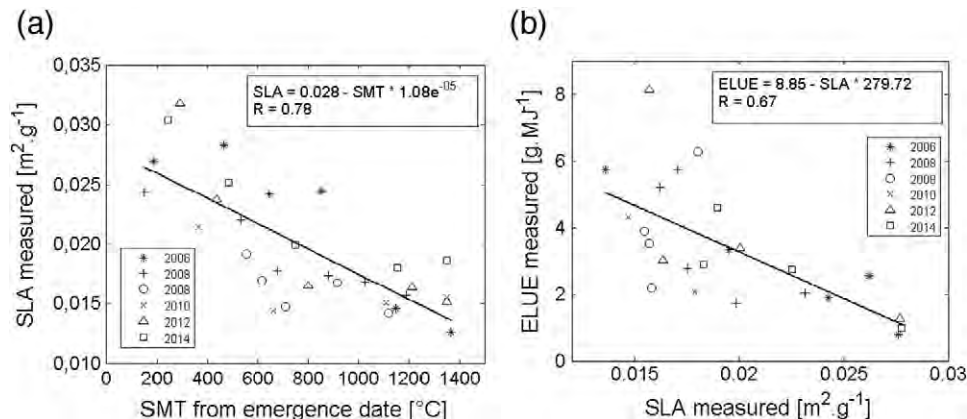 (a)
0,035
0,030
0,025
0,020
0,015
0,010
SLA measured [m².g⁻¹]
SLA = 0.028 - SMT * 1.08e⁻⁰⁵
R = 0.78
2006
2008
2008
2010
2012
2014
0 200 400 600 800 1000 1200 1400
SMT from emergence date [°C]
(b)
8
6
4
2
0
ELUE measured [g.MJ⁻¹]
ELUE = 8.85 - SLA * 279.72
R = 0.67
2006
2008
2008
2010
2012
2014
0.015 0.02 0.025 0.03
SLA measured [m².g⁻¹]